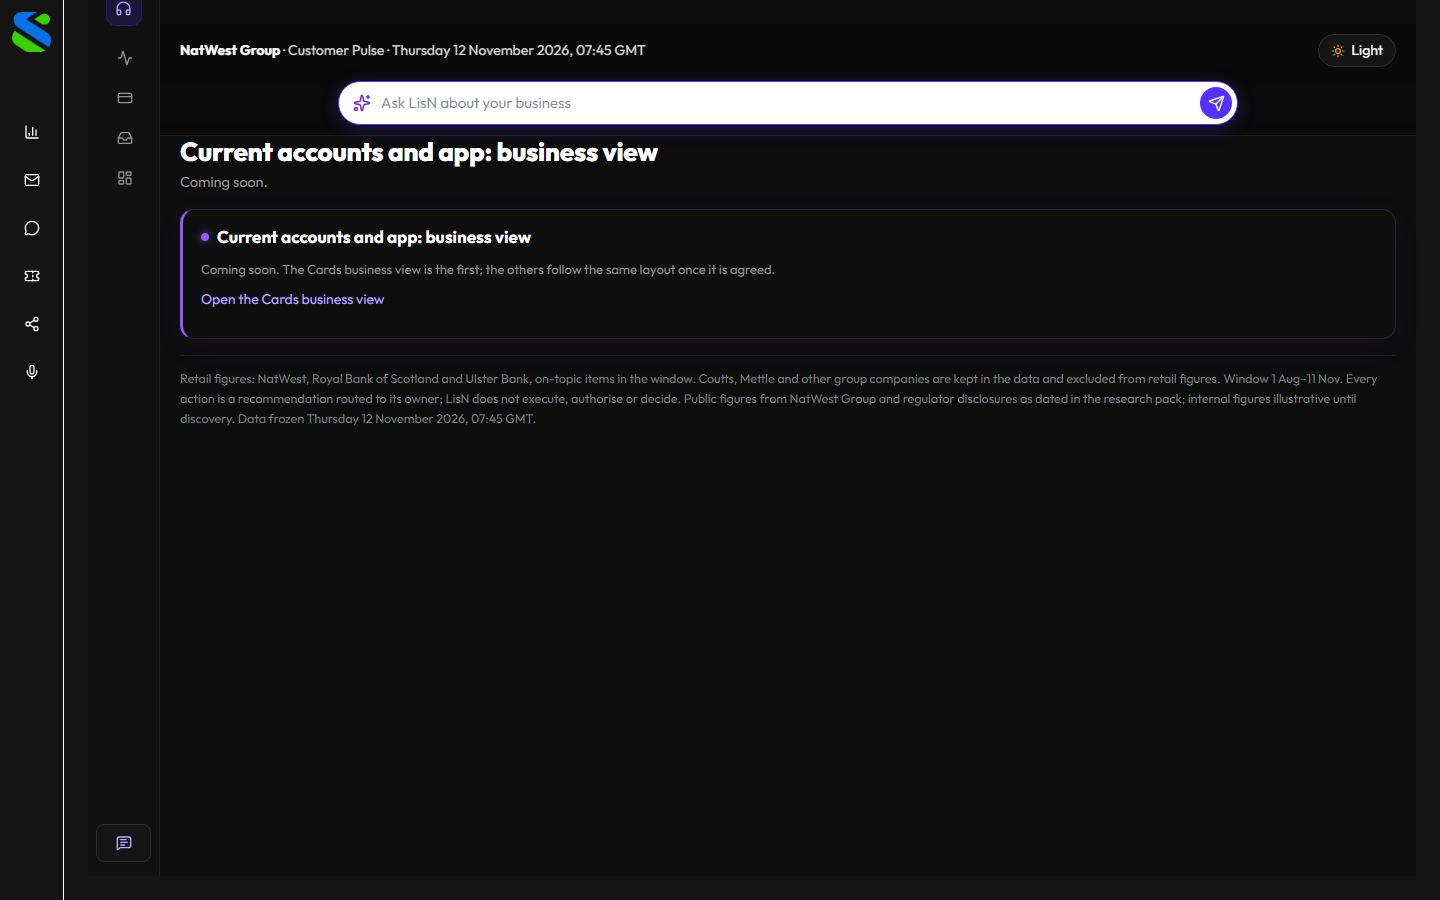 NatWest Group · Customer Pulse · Thursday 12 November 2026, 07:45 GMT
Light
Ask LisN about your business
Current accounts and app: business view
Coming soon.
Current accounts and app: business view
Coming soon. The Cards business view is the first; the others follow the same layout once it is agreed.
Open the Cards business view
Retail figures: NatWest, Royal Bank of Scotland and Ulster Bank, on-topic items in the window. Coutts, Mettle and other group companies are kept in the data and excluded from retail figures. Window 1 Aug–11 Nov. Every
action is a recommendation routed to its owner; LisN does not execute, authorise or decide. Public figures from NatWest Group and regulator disclosures as dated in the research pack; internal figures illustrative until
discovery. Data frozen Thursday 12 November 2026, 07:45 GMT.